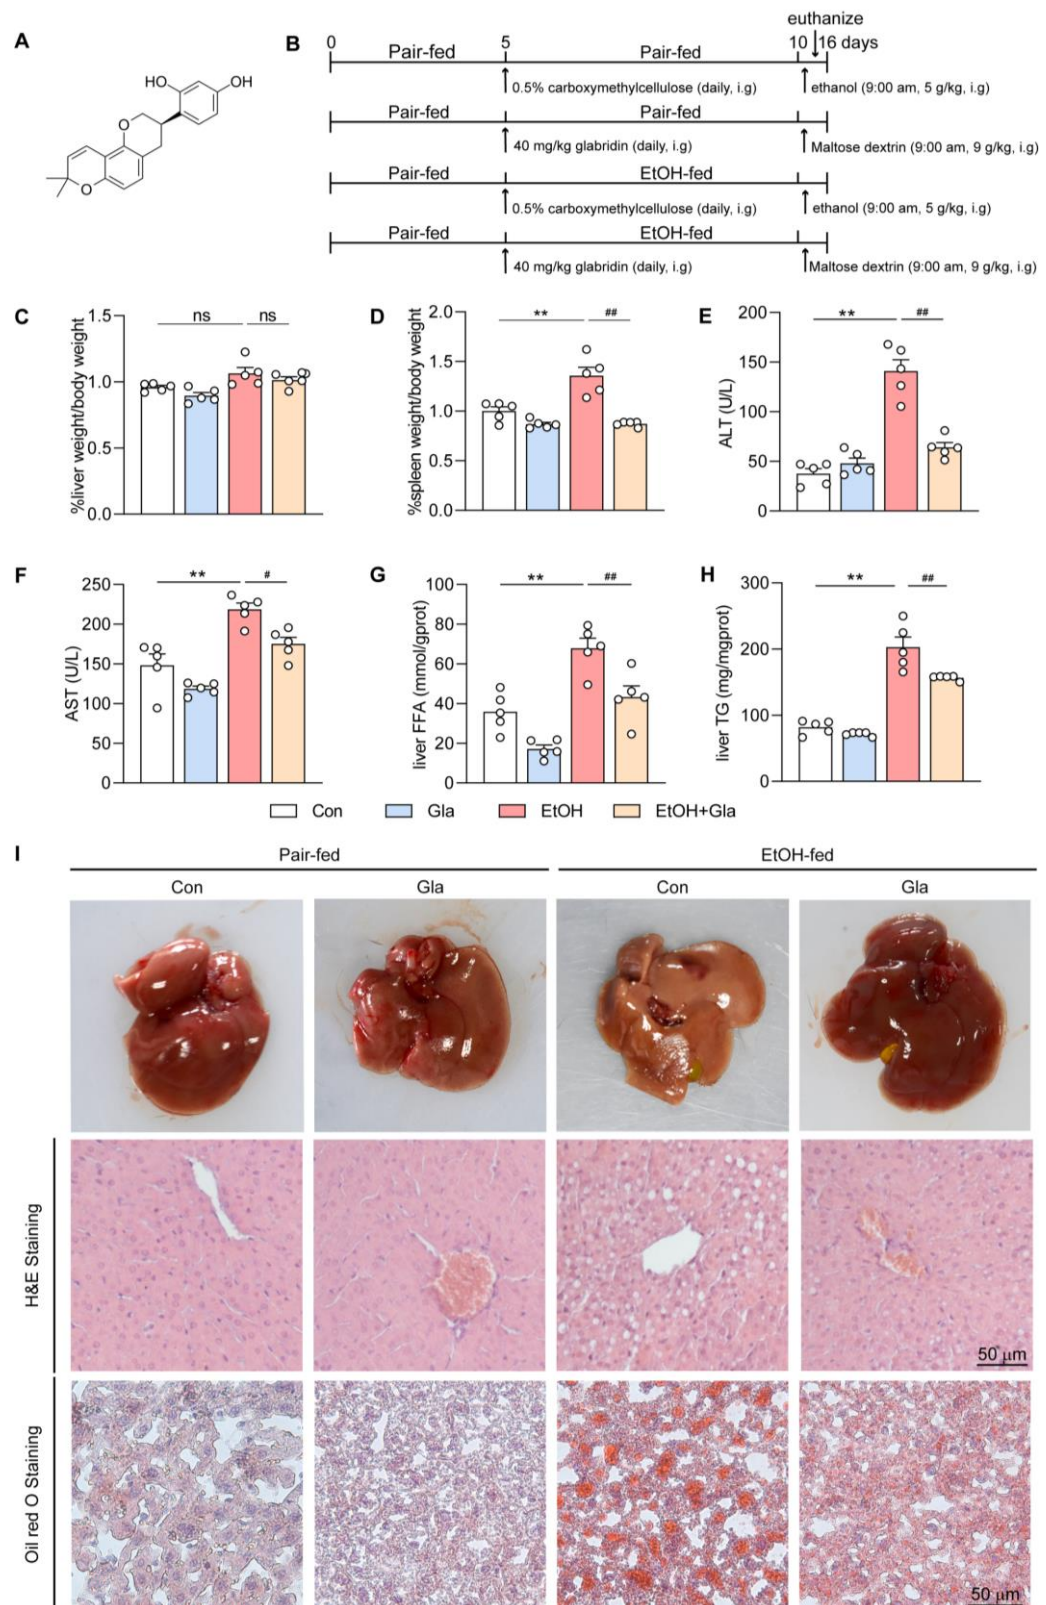 A
HO
OH
O
O
B
euthanize
0 5 10 16 days
Pair-fed Pair-fed
0.5% carboxymethylcellulose (daily, i.g) ethanol (9:00 am, 5 g/kg, i.g)
Pair-fed Pair-fed
40 mg/kg glabridin (daily, i.g) Maltose dextrin (9:00 am, 9 g/kg, i.g)
Pair-fed EtOH-fed
0.5% carboxymethylcellulose (daily, i.g) ethanol (9:00 am, 5 g/kg, i.g)
Pair-fed EtOH-fed
40 mg/kg glabridin (daily, i.g) Maltose dextrin (9:00 am, 9 g/kg, i.g)
C
%liver weight/body weight
1.5
1.0
0.5
0.0
ns ns
D
%spleen weight/body weight
2.0
1.5
1.0
0.5
0.0
** ##
E
ALT (U/L)
200
150
100
50
0
** ##
F
AST (U/L)
250
200
150
100
50
0
** #
G
liver FFA (mmol/gprot)
100
80
60
40
20
0
** ##
H
liver TG (mg/mgprot)
300
200
100
0
** ##
Con Gla EtOH EtOH+Gla
I
Pair-fed EtOH-fed
Con Gla Con Gla
H&E Staining
50 µm
Oil red O Staining
50 µm